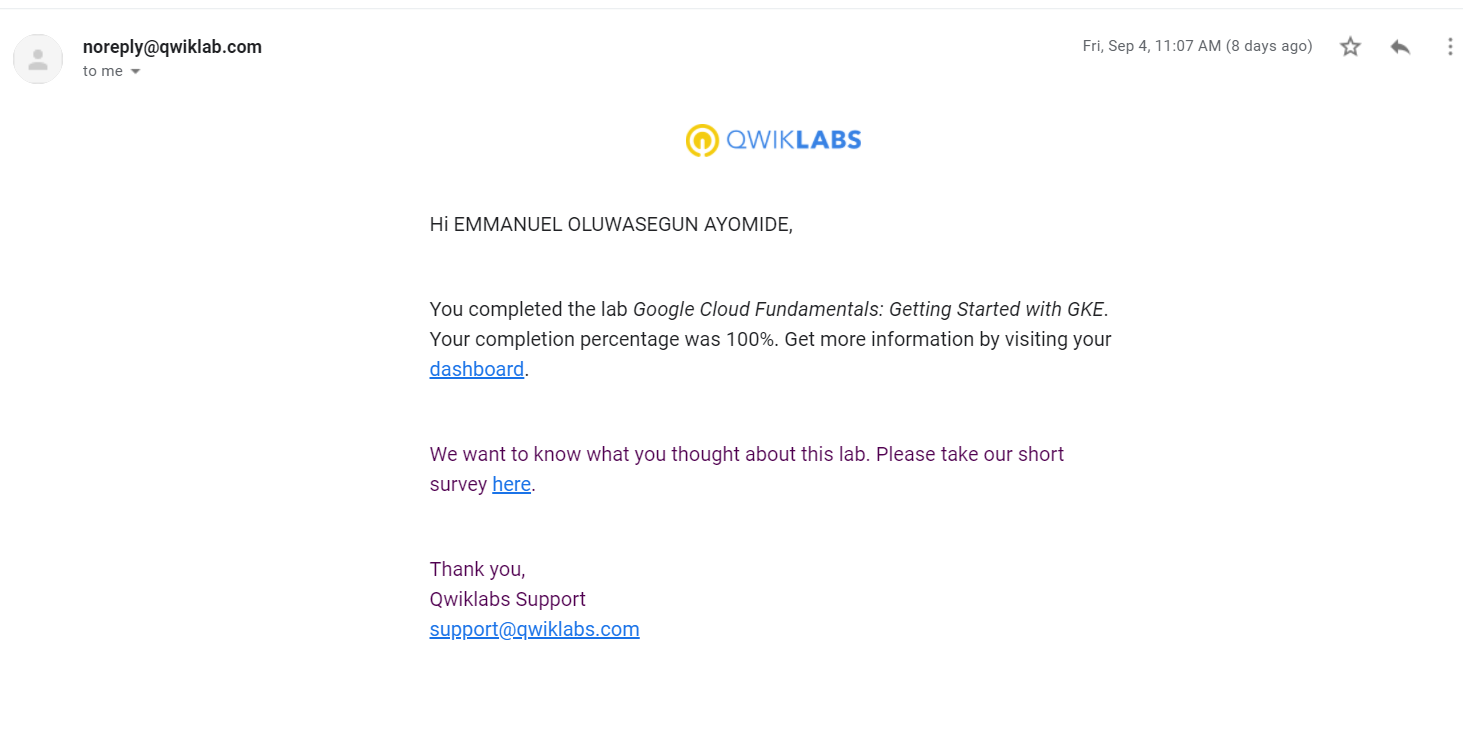 noreply@qwiklab.com
Fri, Sep 4, 11:07 AM (8 days ago)
to me
QWIKLABS
Hi EMMANUEL OLUWASEGUN AYOMIDE,
You completed the lab Google Cloud Fundamentals: Getting Started with GKE.
Your completion percentage was 100%. Get more information by visiting your
dashboard.
We want to know what you thought about this lab. Please take our short
survey here.
Thank you,
Qwiklabs Support
support@qwiklabs.com